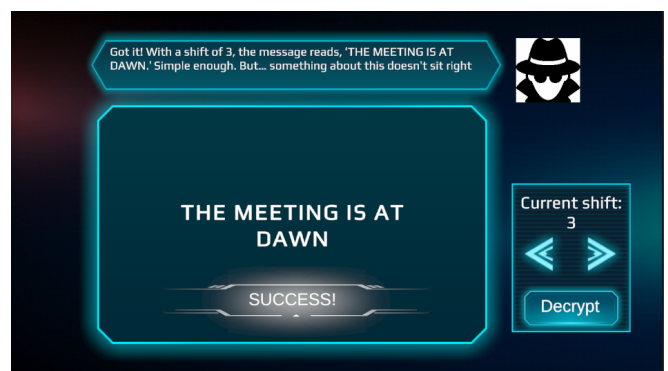 Got it! With a shift of 3, the message reads, 'THE MEETING IS AT
DAWN.' Simple enough. But... something about this doesn't sit right
THE MEETING IS AT
DAWN
SUCCESS!
Current shift:
3
Decrypt